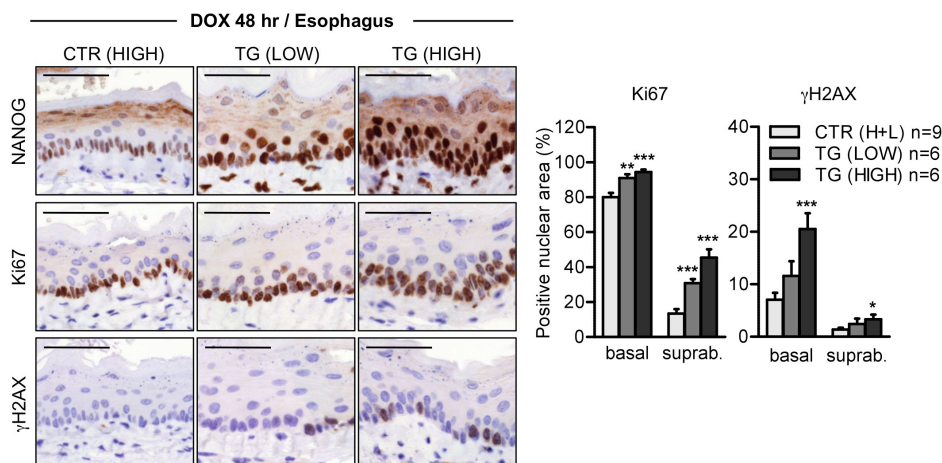 DOX 48 hr / Esophagus
CTR (HIGH) TG (LOW) TG (HIGH)
NANOG
Ki67
γH2AX
Ki67
Positive nuclear area (%)
120
100
80
60
40
20
0
** ***
*** ***
basal suprab.
γH2AX
40
30
20
10
0
CTR (H+L) n=9
TG (LOW) n=6
TG (HIGH) n=6
***
*
basal suprab.